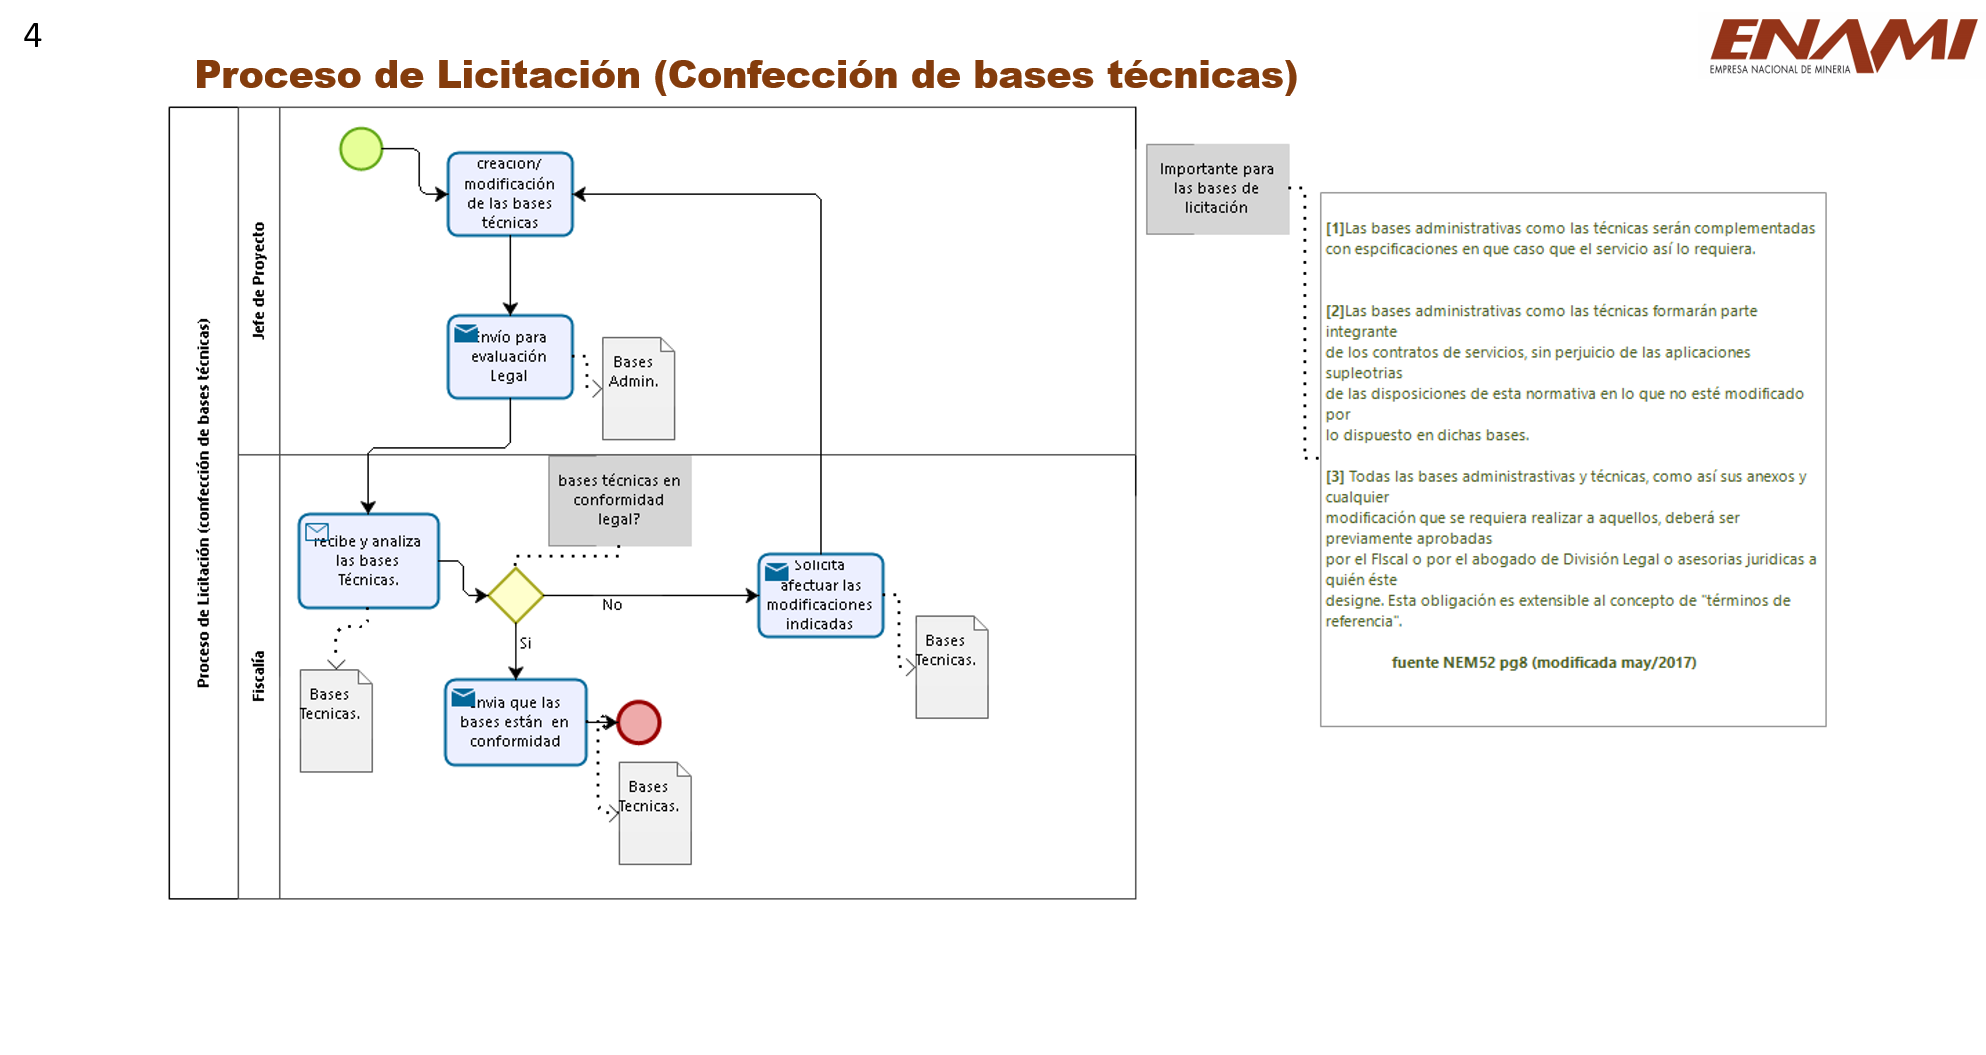 4
ENAMI
EMPRESA NACIONAL DE MINERIA
Proceso de Licitación (Confección de bases técnicas)
Proceso de Licitación (confección de bases técnicas)
Jefe de Proyecto
creacion/
modificación
de las bases
técnicas
Envío para
evaluación
Legal
Bases
Admin.
Fiscalía
bases técnicas en
conformidad
legal?
recibe y analiza
las bases
Técnicas.
Bases
Tecnicas.
No
Si
Solicita
afectuar las
modificaciones
indicadas
Bases
Tecnicas.
Envia que las
bases están en
conformidad
Bases
Tecnicas.
Importante para
las bases de
licitación
[1]Las bases administrativas como las técnicas serán complementadas
con espcificaciones en que caso que el servicio así lo requiera.
[2]Las bases administrativas como las técnicas formarán parte
integrante
de los contratos de servicios, sin perjuicio de las aplicaciones
supleotrias
de las disposiciones de esta normativa en lo que no esté modificado
por
lo dispuesto en dichas bases.
[3] Todas las bases administrastivas y técnicas, como así sus anexos y
cualquier
modificación que se requiera realizar a aquellos, deberá ser
previamente aprobadas
por el FIscal o por el abogado de División Legal o asesorias juridicas a
quién éste
designe. Esta obligación es extensible al concepto de "términos de
referencia".
fuente NEM52 pg8 (modificada may/2017)